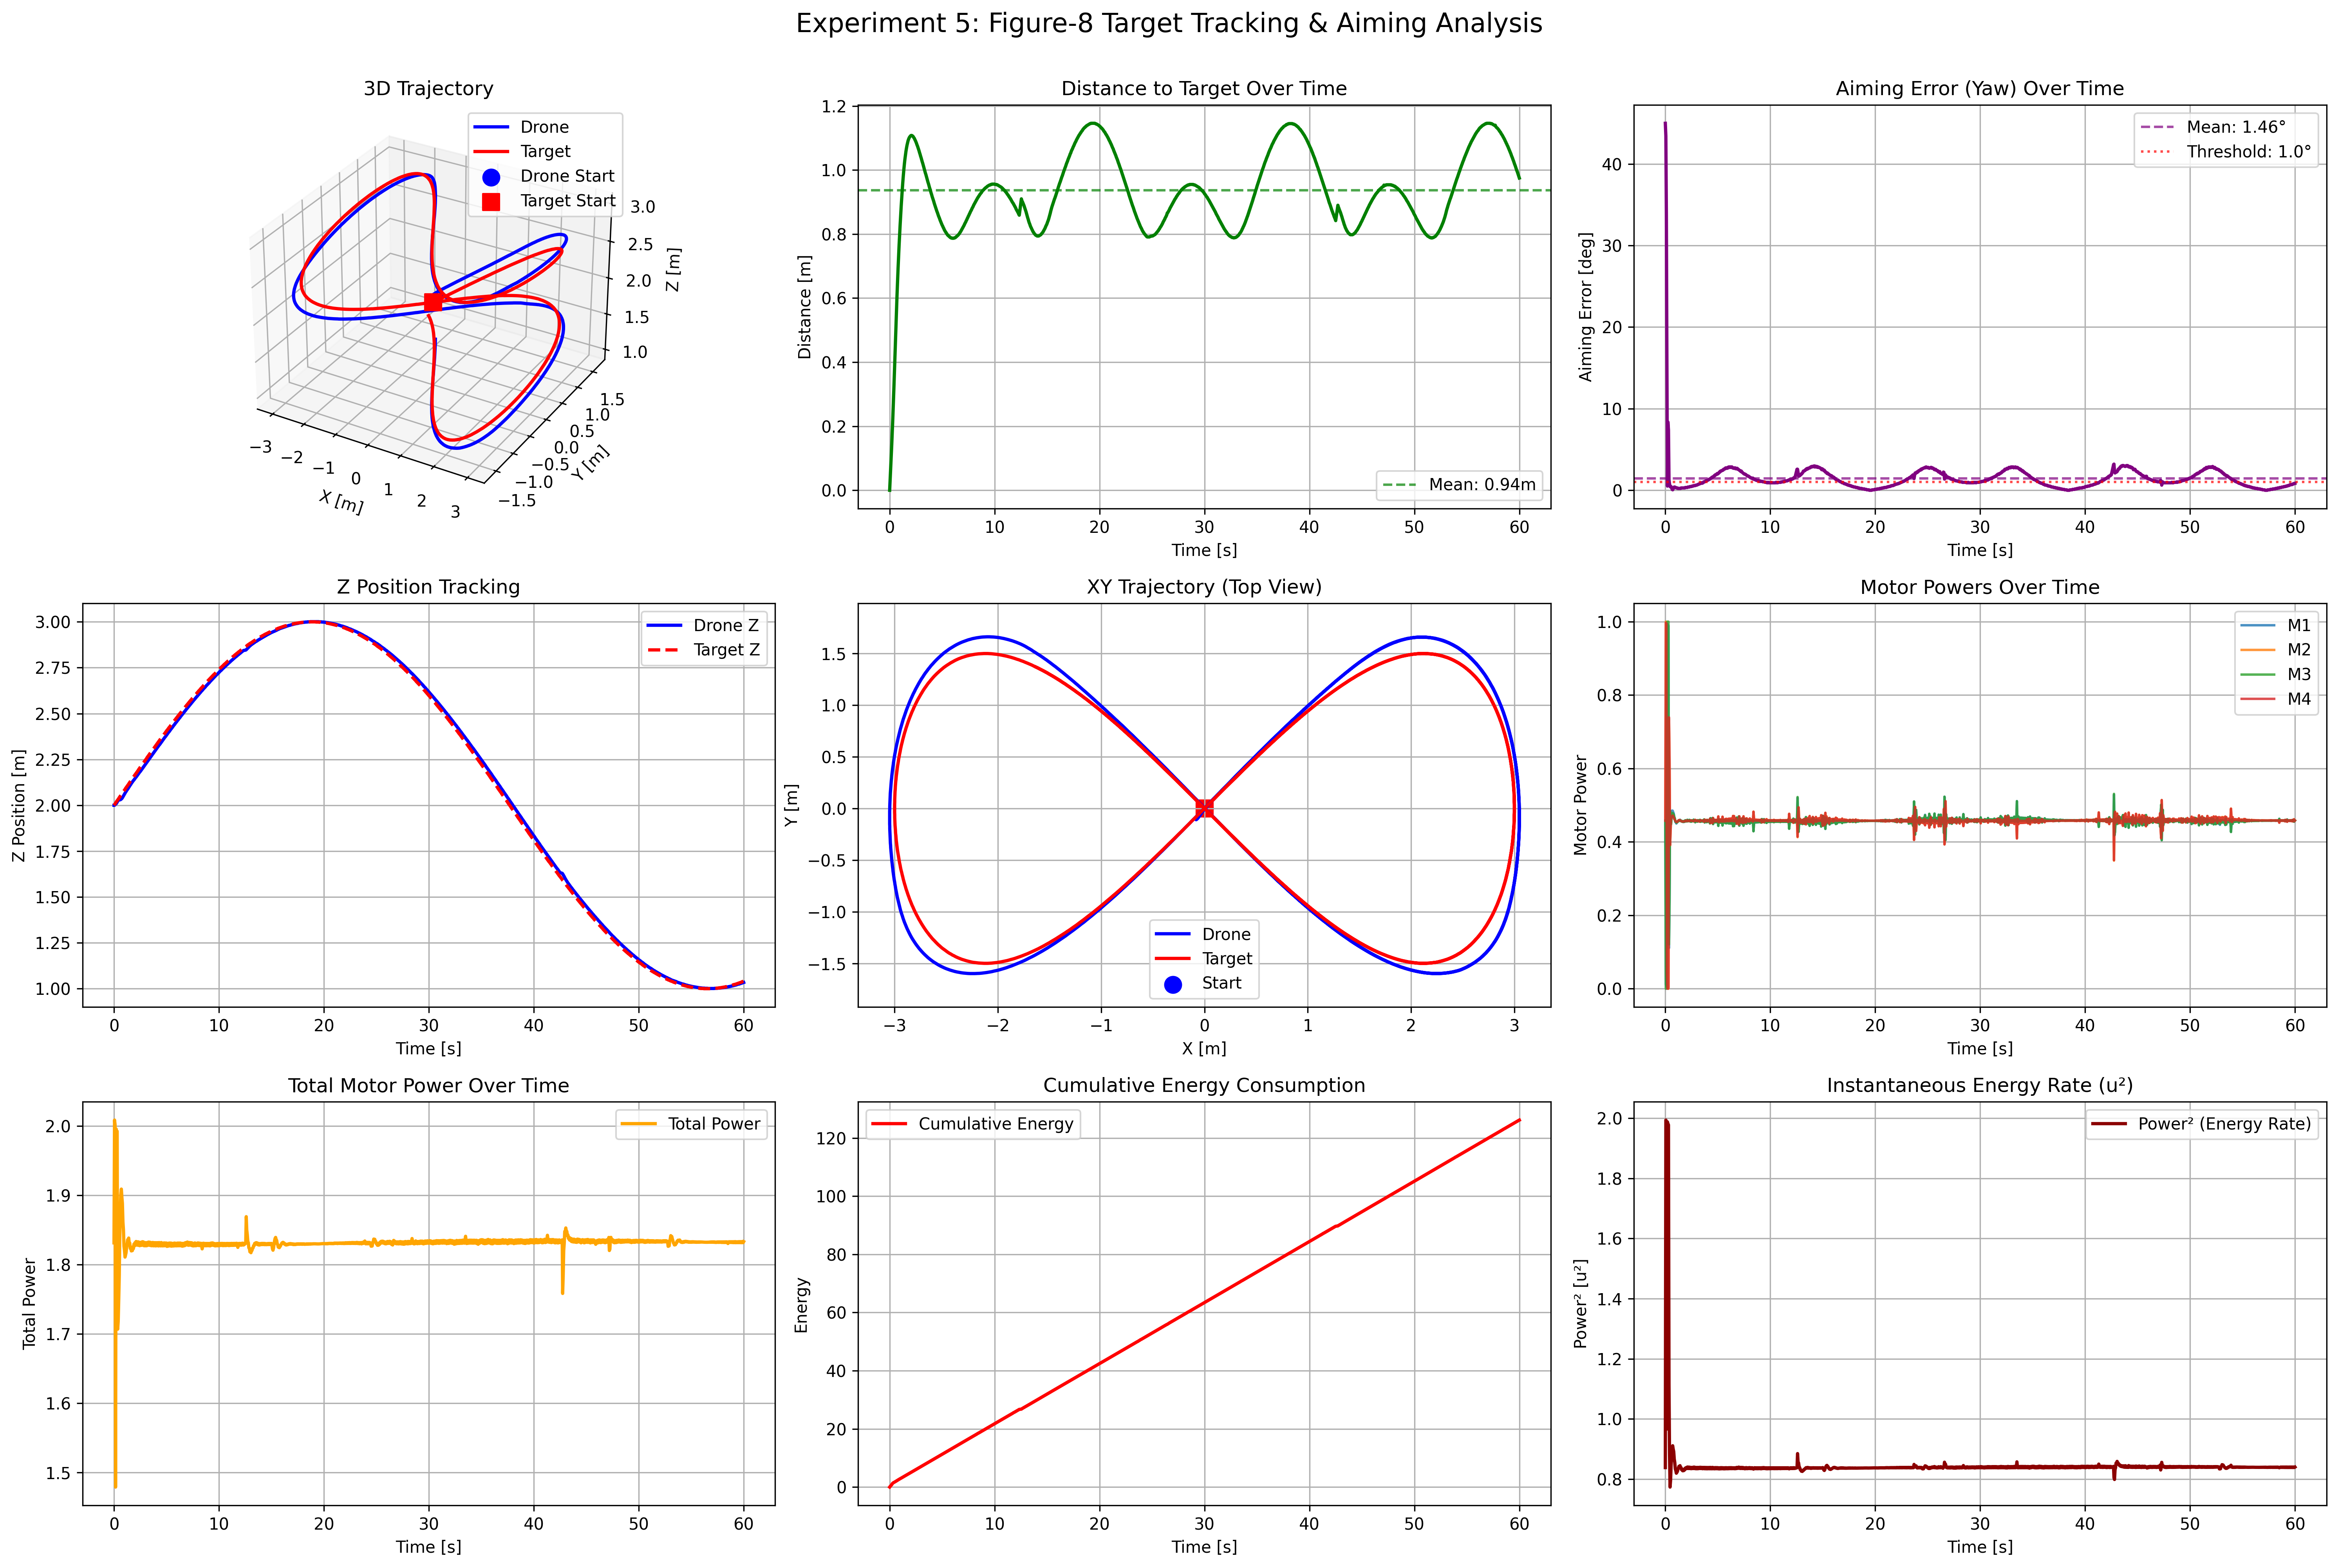 Experiment 5: Figure-8 Target Tracking & Aiming Analysis
3D Trajectory
Drone
Target
Drone Start
Target Start
3.0
2.5
2.0
1.5
1.0
Z [m]
−3
−2
−1
0
1
2
3
X [m]
−1.5
−1.0
−0.5
0.0
0.5
1.0
1.5
Y [m]
Distance to Target Over Time
1.2
1.0
0.8
0.6
0.4
0.2
0.0
Distance [m]
Mean: 0.94m
0 10 20 30 40 50 60
Time [s]
Aiming Error (Yaw) Over Time
Mean: 1.46°
Threshold: 1.0°
40
30
20
10
0
Aiming Error [deg]
0 10 20 30 40 50 60
Time [s]
Z Position Tracking
Drone Z
Target Z
3.00
2.75
2.50
2.25
2.00
1.75
1.50
1.25
1.00
Z Position [m]
0 10 20 30 40 50 60
Time [s]
XY Trajectory (Top View)
1.5
1.0
0.5
0.0
−0.5
−1.0
−1.5
Y [m]
Drone
Target
Start
−3 −2 −1 0 1 2 3
X [m]
Motor Powers Over Time
M1
M2
M3
M4
1.0
0.8
0.6
0.4
0.2
0.0
Motor Power
0 10 20 30 40 50 60
Time [s]
Total Motor Power Over Time
Total Power
2.0
1.9
1.8
1.7
1.6
1.5
Total Power
0 10 20 30 40 50 60
Time [s]
Cumulative Energy Consumption
Cumulative Energy
120
100
80
60
40
20
0
Energy
0 10 20 30 40 50 60
Time [s]
Instantaneous Energy Rate (u²)
Power² (Energy Rate)
2.0
1.8
1.6
1.4
1.2
1.0
0.8
Power² [u²]
0 10 20 30 40 50 60
Time [s]